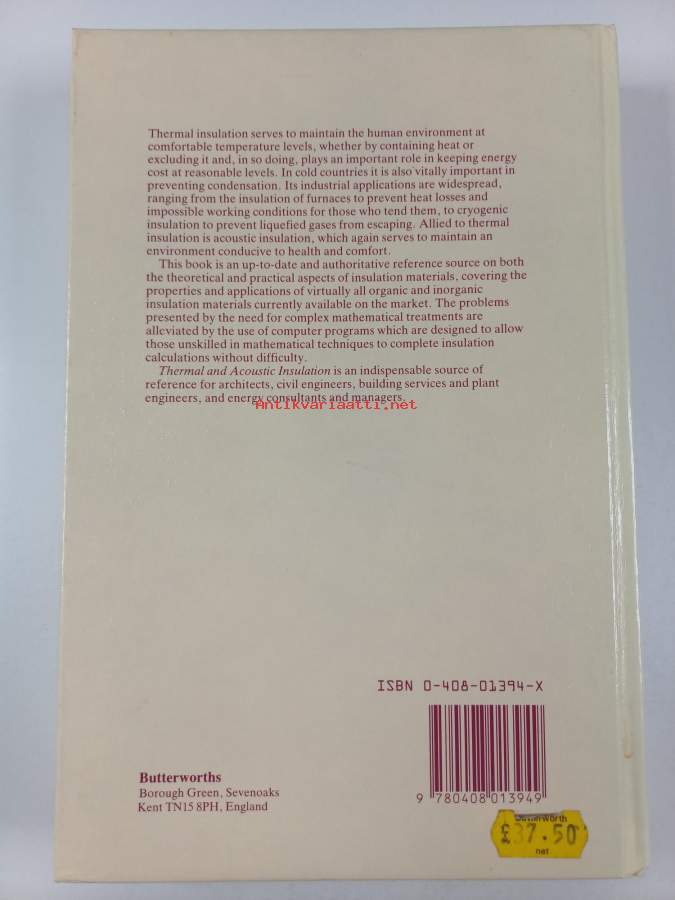 Thermal insulation serves to maintain the human environment at
comfortable temperature levels, whether by containing heat or
excluding it and, in so doing, plays an important role in keeping energy
cost at reasonable levels. In cold countries it is also vitally important in
preventing condensation. Its industrial applications are widespread,
ranging from the insulation of furnaces to prevent heat losses and
impossible working conditions for those who tend them, to cryogenic
insulation to prevent liquefied gases from escaping. Allied to thermal
insulation is acoustic insulation, which again serves to maintain an
environment conducive to health and comfort.
This book is an up-to-date and authoritative reference source on both
the theoretical and practical aspects of insulation materials, covering the
properties and applications of virtually all organic and inorganic
insulation materials currently available on the market. The problems
presented by the need for complex mathematical treatments are
alleviated by the use of computer programs which are designed to allow
those unskilled in mathematical techniques to complete insulation
calculations without difficulty.
Thermal and Acoustic Insulation is an indispensable source of
reference for architects, civil engineers, building services and plant
engineers, and energy consultants and managers.
Antikvariaatti.net
ISBN 0-408-01394-X
9 780408 013949
Butterworths
Borough Green, Sevenoaks
Kent TN15 8PH, England
Butterworth
£37.50
net